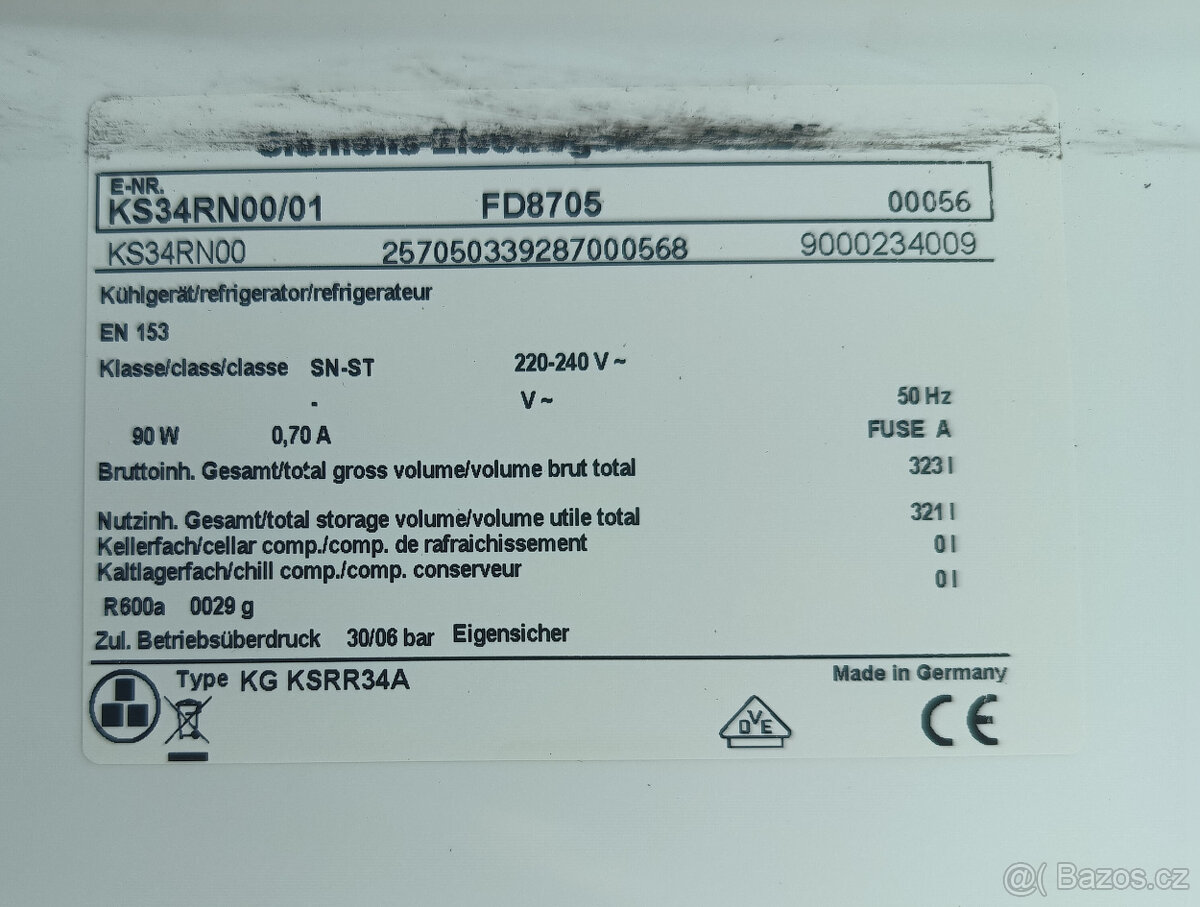 E-NR.
KS34RN00/01 FD8705 00056
KS34RN00 257050339287000568 9000234009
Kühlgerät/refrigerator/refrigerateur
EN 153
Klasse/class/classe SN-ST 220-240 V ~
- V ~ 50 Hz
90 W 0,70 A FUSE A
Bruttoinh. Gesamt/total gross volume/volume brut total 323 l
Nutzinh. Gesamt/total storage volume/volume utile total 321 l
Kellerfach/cellar comp./comp. de rafraichissement 0 l
Kaltlagerfach/chill comp./comp. conserveur 0 l
R600a 0029 g
Zul. Betriebsüberdruck 30/06 bar Eigensicher
Type KG KSRR34A Made in Germany
DVE CE
@( Bazos.cz